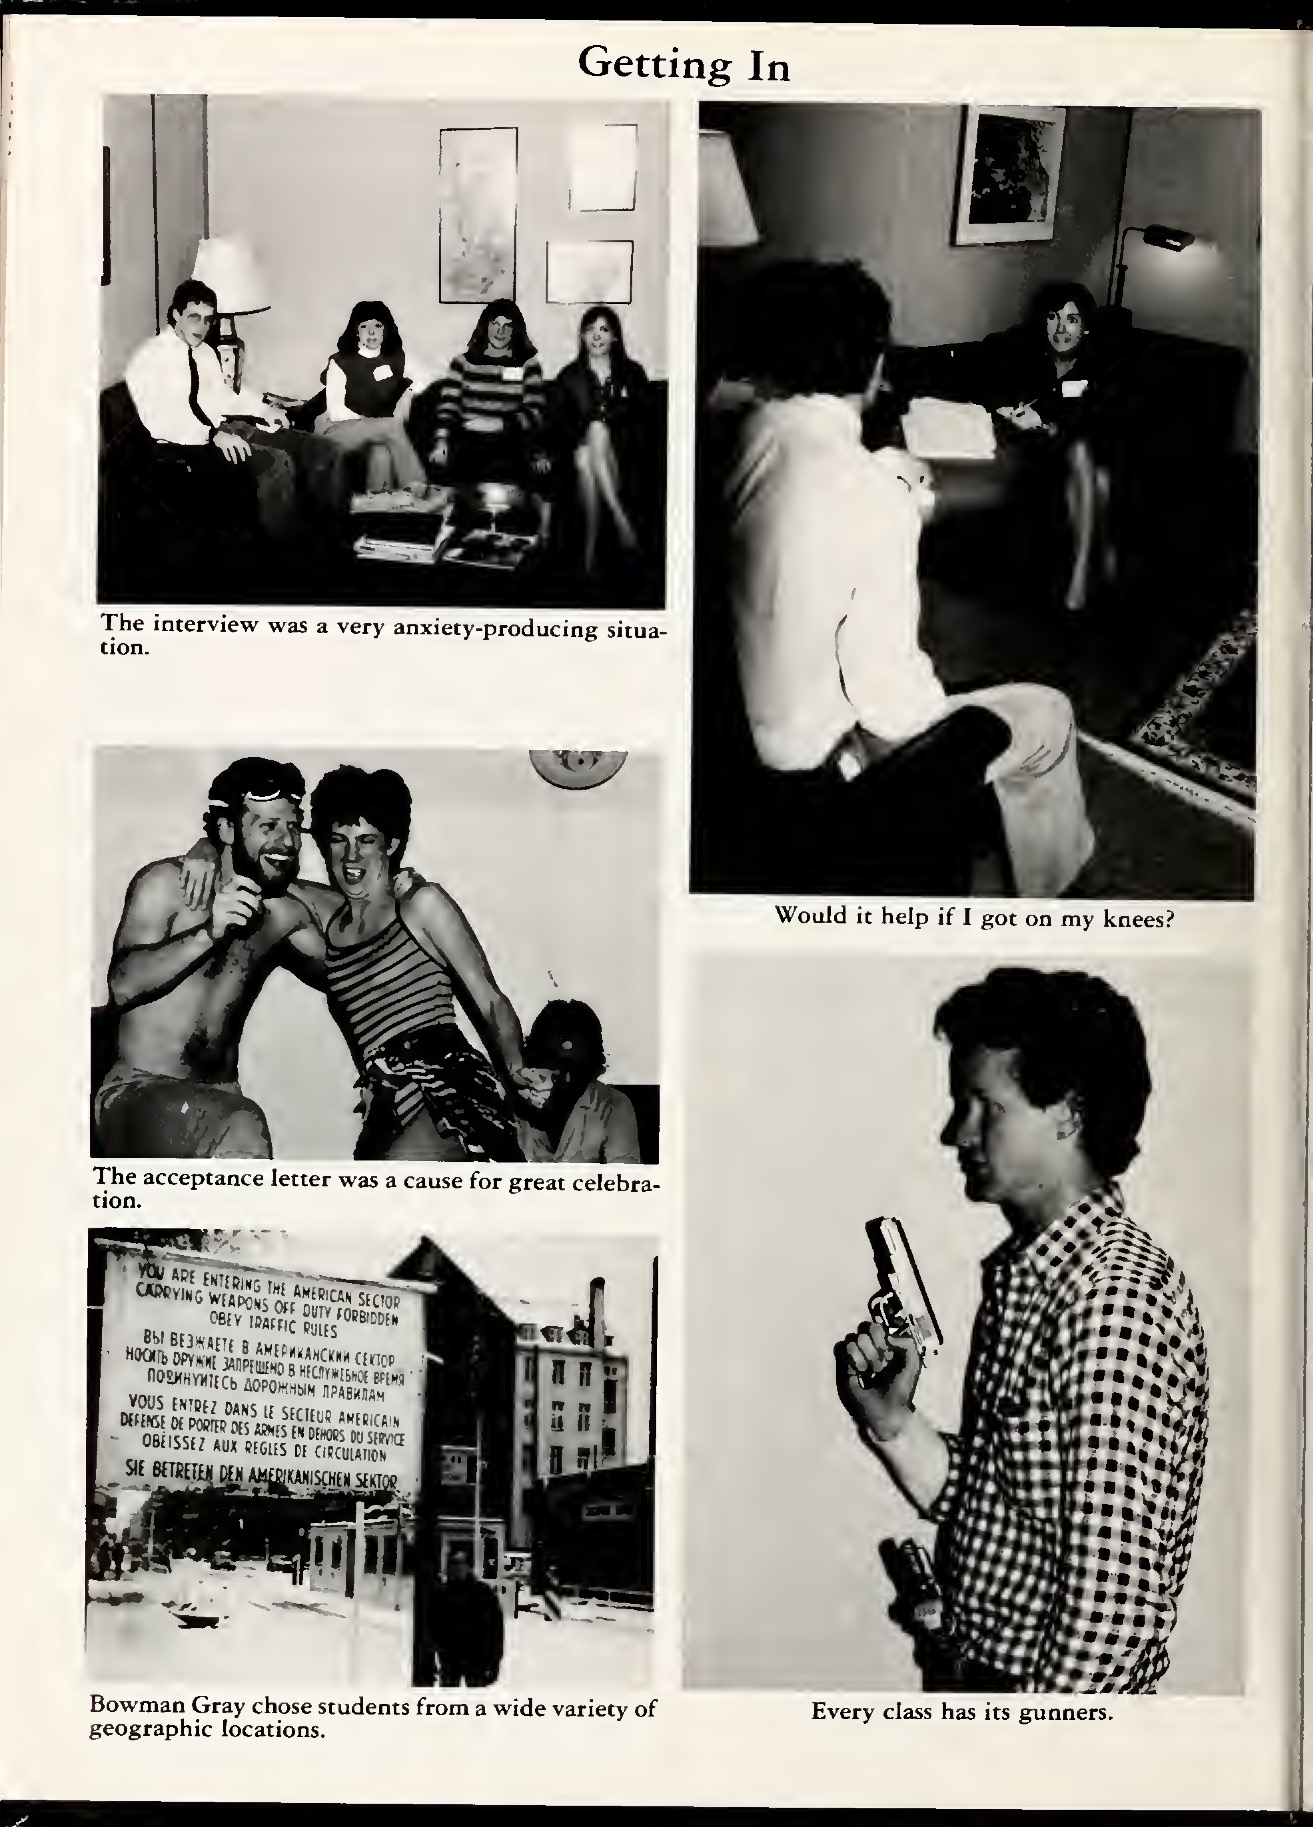 Getting In
The interview was a very anxiety-producing situa-
tion.
Would it help if I got on my knees?
The acceptance letter was a cause for great celebra-
tion.
YOU ARE ENTERING THE AMERICAN SECTOR
CARRYING WEAPONS OFF DUTY FORBIDDEN
OBEY TRAFFIC RULES
ВЫ ВЕЗЖАЕТЕ В АМЕРИКАНСКИЙ СЕКТОР
НОСИТЬ ОРУЖИЕ ЗАПРЕЩЕНО В НЕСЛУЖЕБНОЕ ВРЕМЯ
ПОВИНУЙТЕСЬ ДОРОЖНЫМ ПРАВИЛАМ
VOUS ENTREZ DANS LE SECTEUR AMERICAIN
DEFENSE DE PORTER DES ARMES EN DEHORS DU SERVICE
OBEISSEZ AUX REGLES DE CIRCULATION
SIE BETRETEN DEN AMERIKANISCHEN SEKTOR
Bowman Gray chose students from a wide variety of
geographic locations.
Every class has its gunners.